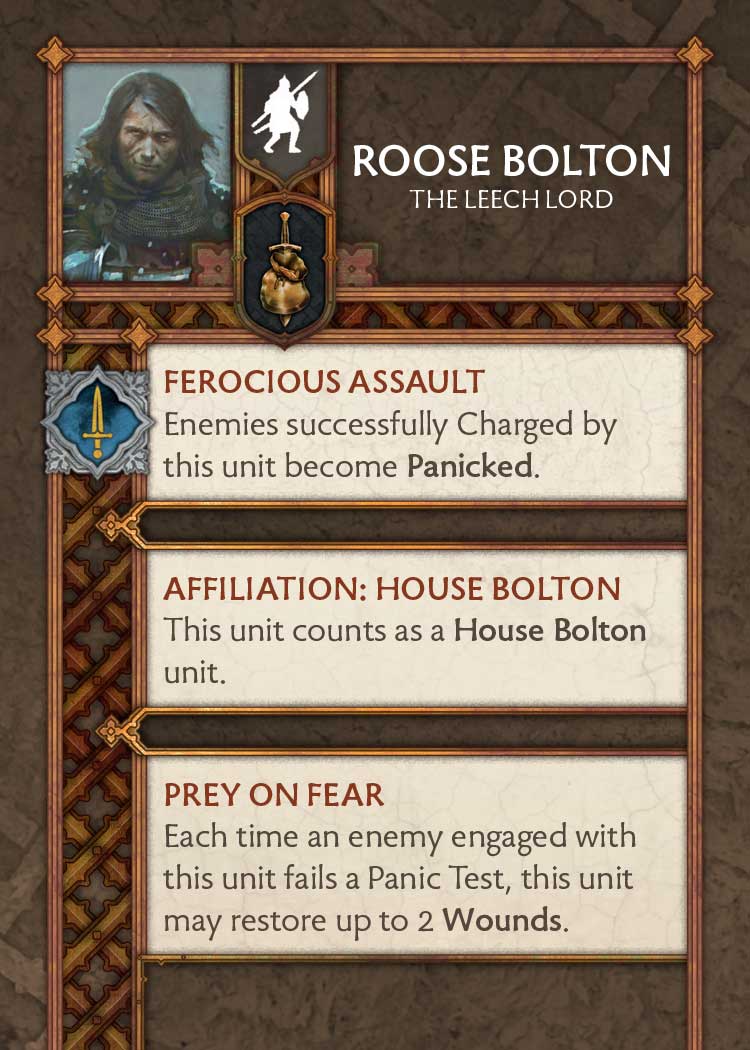 ROOSE BOLTON
THE LEECH LORD
FEROCIOUS ASSAULT
Enemies successfully Charged by
this unit become Panicked.
AFFILIATION: HOUSE BOLTON
This unit counts as a House Bolton
unit.
PREY ON FEAR
Each time an enemy engaged with
this unit fails a Panic Test, this unit
may restore up to 2 Wounds.